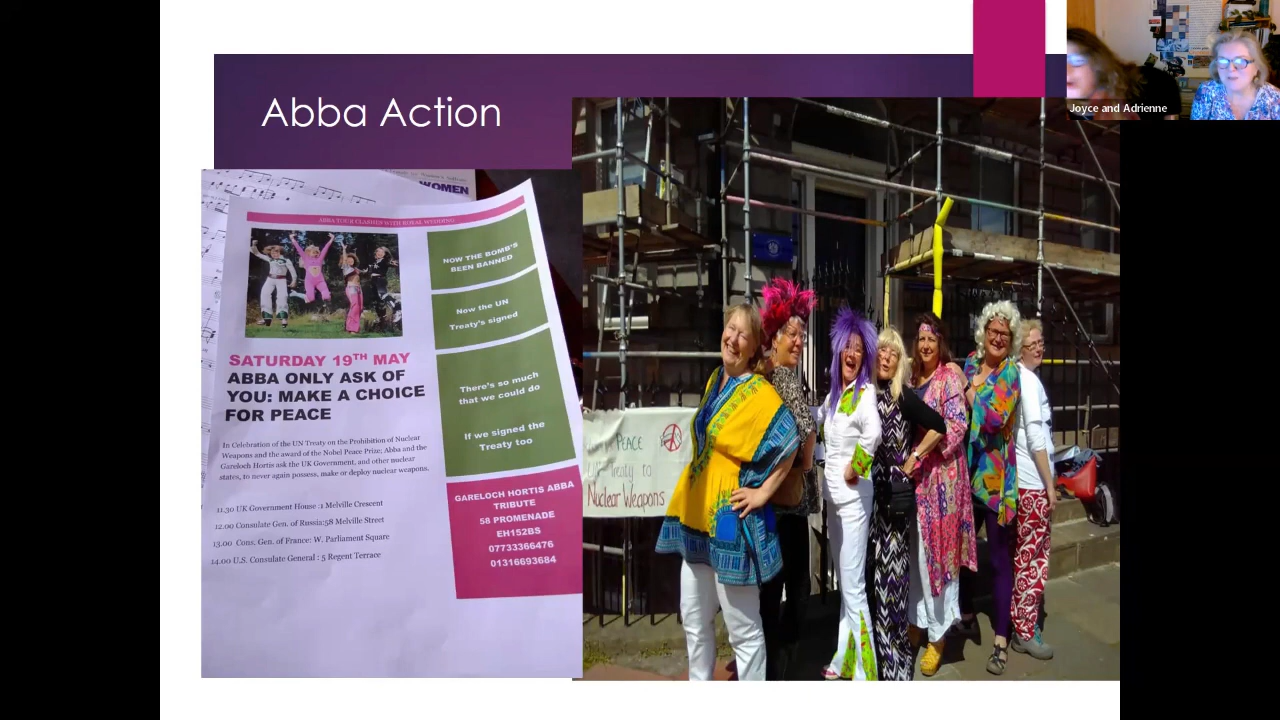 Abba Action
Joyce and Adrienne
WOMEN
ABBA TOUR CLASHES WITH ROYAL WEDDING
NOW THE BOMB'S
BEEN BANNED
Now the UN
Treaty's signed
There's so much
that we could do
If we signed the
Treaty too
SATURDAY 19TH MAY
ABBA ONLY ASK OF
YOU: MAKE A CHOICE
FOR PEACE
In Celebration of the UN Treaty on the Prohibition of Nuclear
Weapons and the award of the Nobel Peace Prize; Abba and the
Gareloch Hortis ask the UK Government, and other nuclear
states, to never again possess, make or deploy nuclear weapons.
11.30 UK Government House :1 Melville Crescent
12.00 Consulate Gen. of Russia:58 Melville Street
13.00 Cons. Gen. of France: W. Parliament Square
14.00 U.S. Consulate General : 5 Regent Terrace
GARELOCH HORTIS ABBA
TRIBUTE
58 PROMENADE
EH152BS
07733366476
01316693684
PEACE
Treaty to
Nuclear Weapons